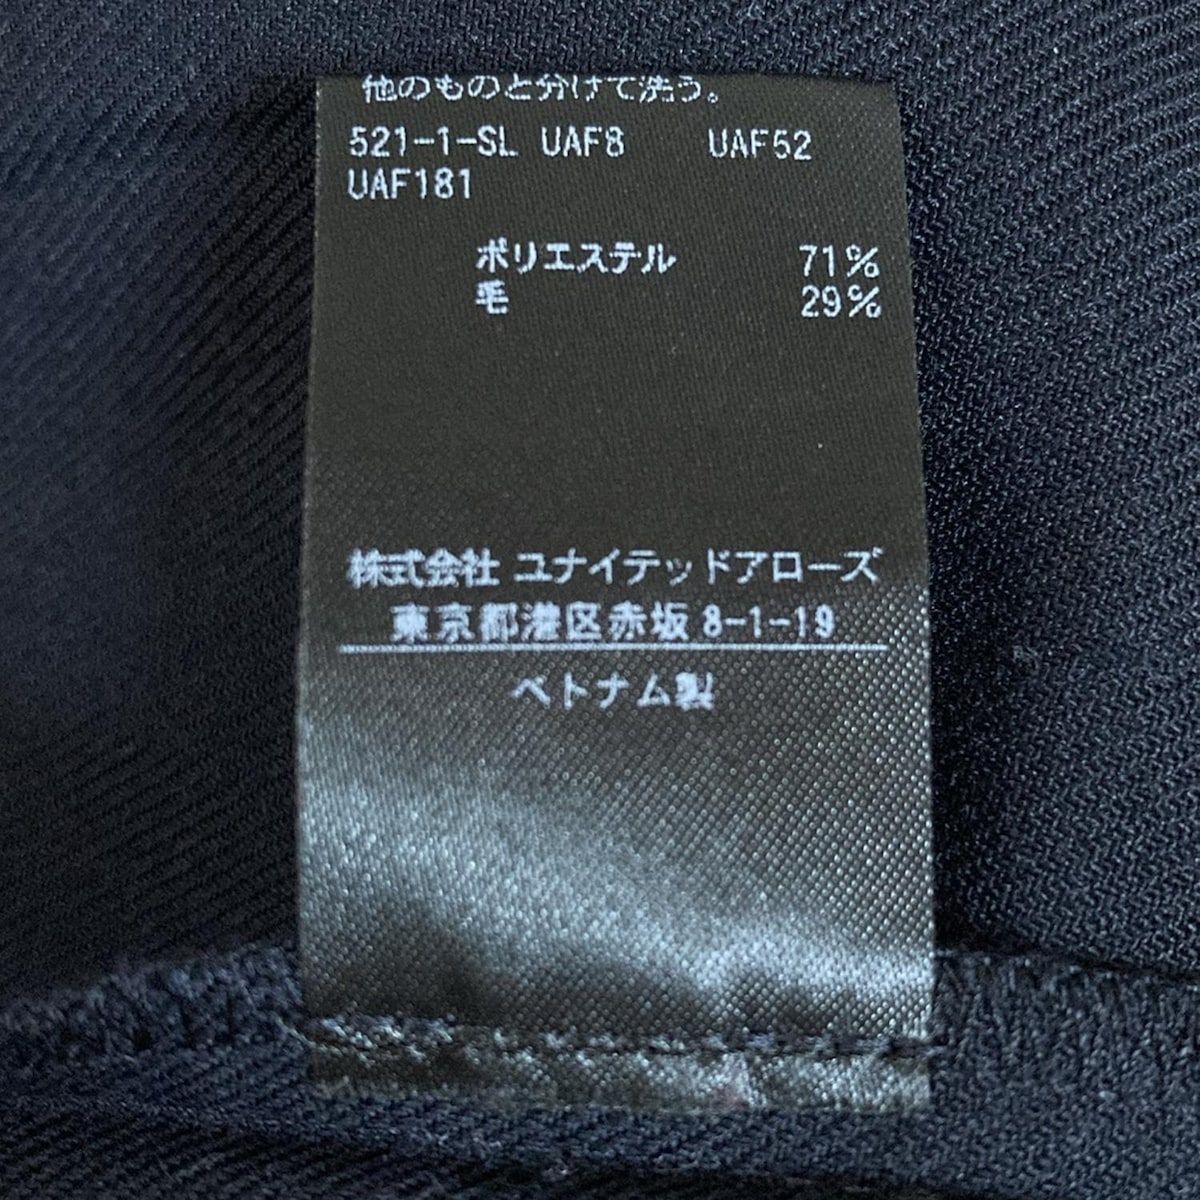 他のものと分けて洗う。
521-1-SL UAF8 UAF52
UAF181
ポリエステル 71%
毛 29%
株式会社 ユナイテッドアローズ
東京都港区赤坂 8-1-19
ベトナム製